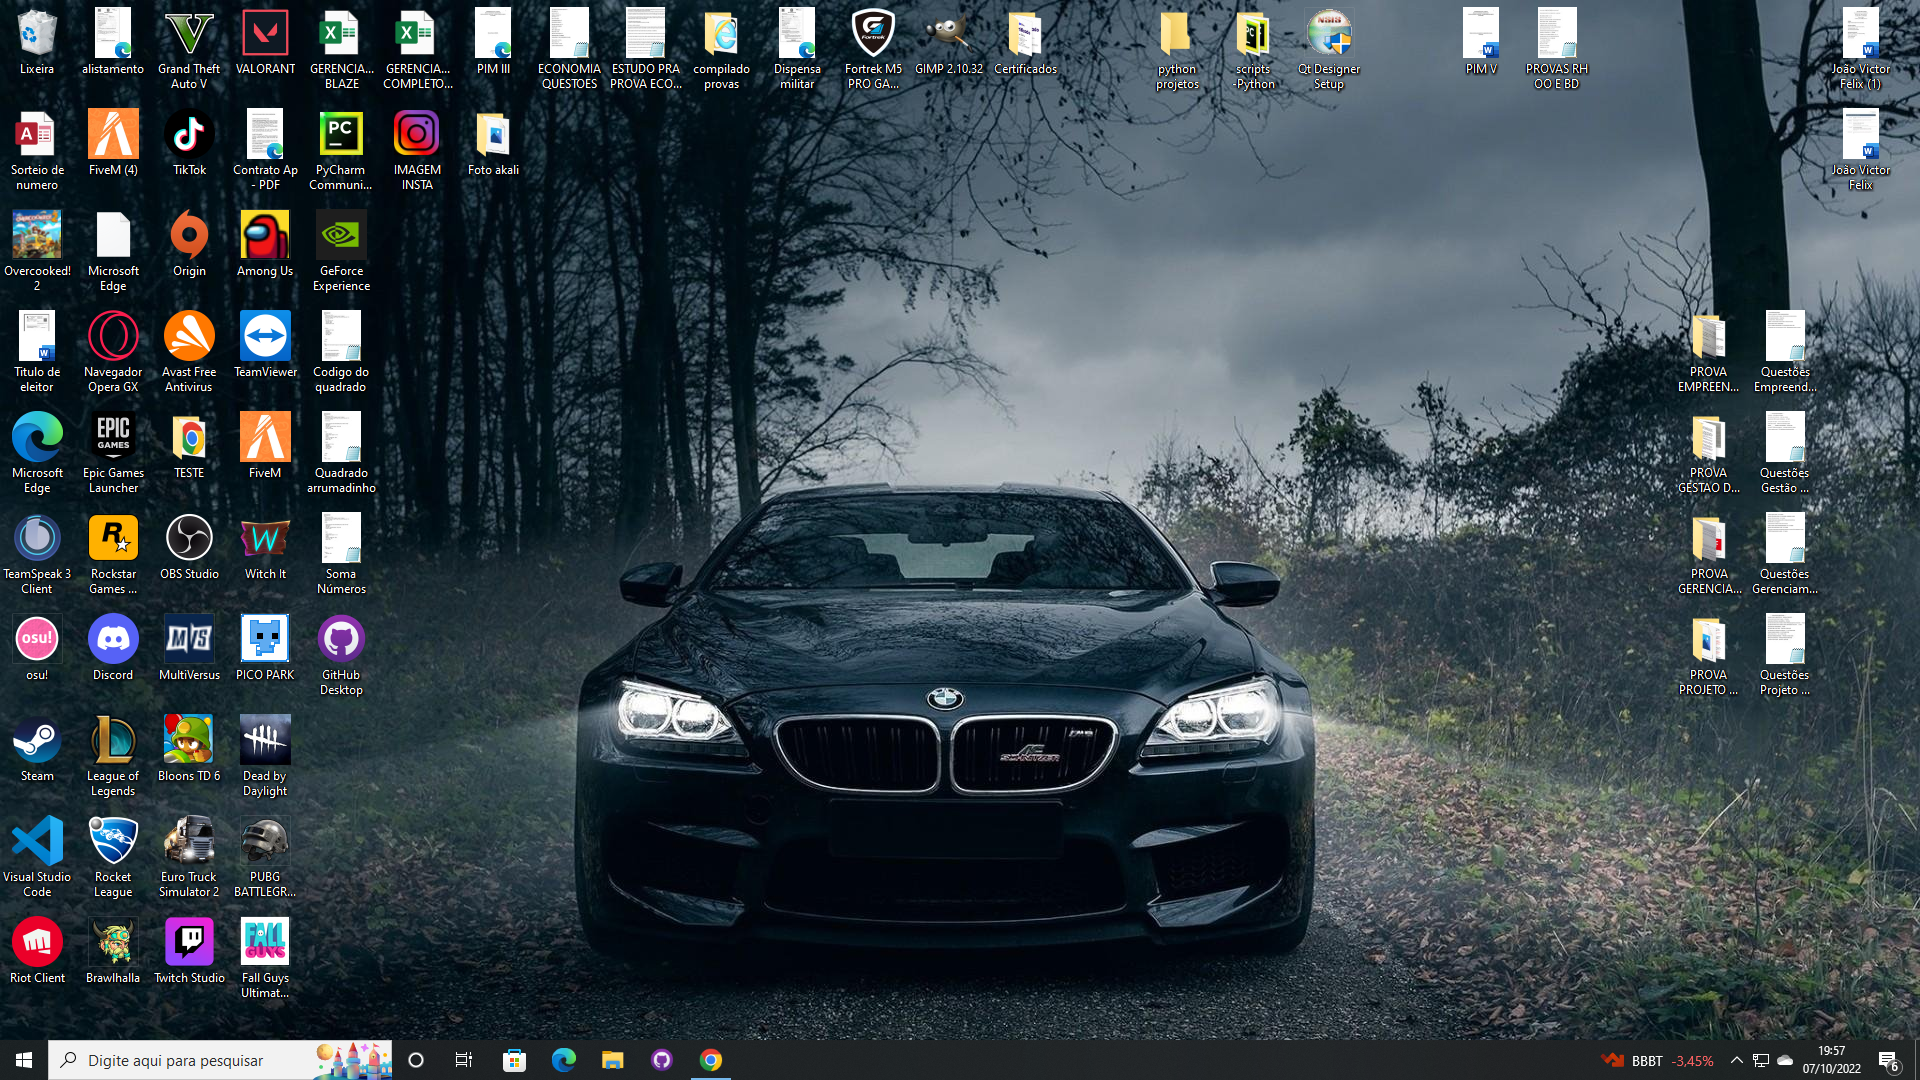 Lixeira
alistamento
Grand Theft
Auto V
VALORANT
GERENCIA...
BLAZE
GERENCIA...
COMPLETO...
PIM III
ECONOMIA
QUESTOES
ESTUDO PRA
PROVA ECO...
compilado
provas
Dispensa
militar
Fortrek M5
PRO GA...
GIMP 2.10.32
Certificados
python
projetos
scripts
-Python
Qt Designer
Setup
PIM V
PROVAS RH
OO E BD
João Victor
Felix (1)
Sorteio de
numero
FiveM (4)
TikTok
Contrato Ap
- PDF
PyCharm
Communi...
IMAGEM
INSTA
Foto akali
João Victor
Felix
Overcooked!
2
Microsoft
Edge
Origin
Among Us
GeForce
Experience
Titulo de
eleitor
Navegador
Opera GX
Avast Free
Antivirus
TeamViewer
Codigo do
quadrado
PROVA
EMPREEN...
Questões
Empreend...
Microsoft
Edge
EPIC
GAMES
Epic Games
Launcher
TESTE
FiveM
Quadrado
arrumadinho
PROVA
GESTAO D...
Questões
Gestão ...
TeamSpeak 3
Client
Rockstar
Games ...
OBS Studio
Witch It
Soma
Números
PROVA
GERENCIA...
Questões
Gerenciam...
osu!
osu!
Discord
MultiVersus
PICO PARK
GitHub
Desktop
PROVA
PROJETO ...
Questões
Projeto ...
Steam
League of
Legends
Bloons TD 6
Dead by
Daylight
AC
SCHNITZER
M6
Visual Studio
Code
Rocket
League
Euro Truck
Simulator 2
PUBG
BATTLEGR...
Riot Client
Brawlhalla
Twitch Studio
FALL
GUYS
Fall Guys
Ultimat...
Digite aqui para pesquisar
BBBT -3,45%
19:57
07/10/2022
6